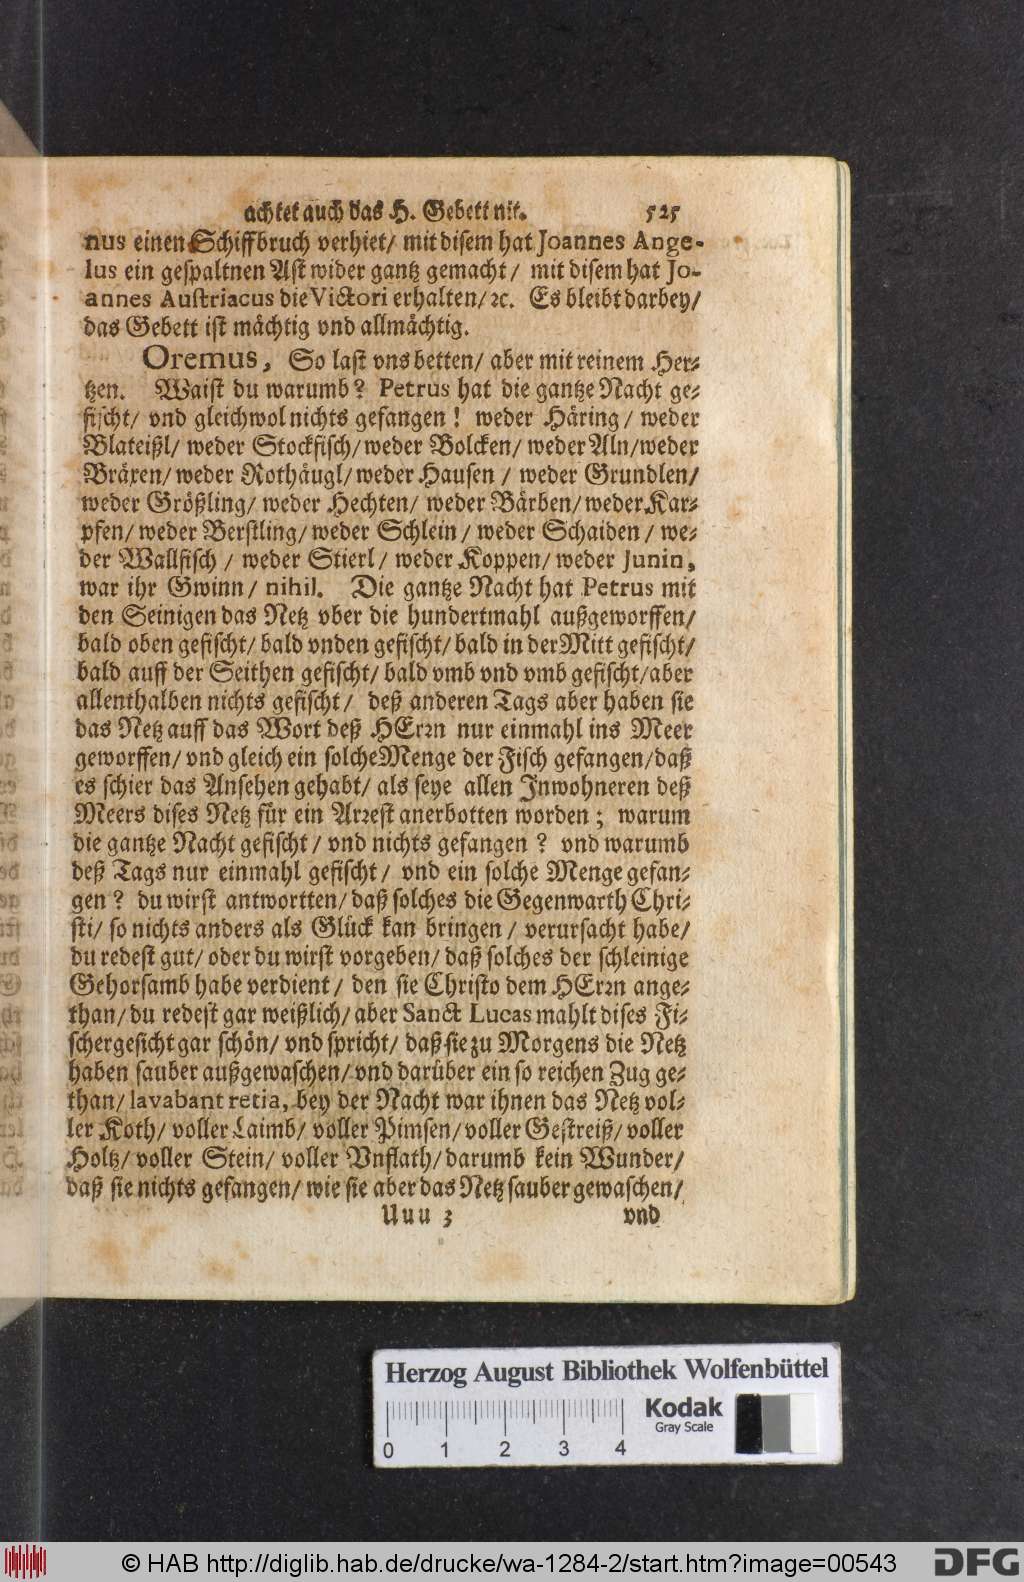 achtet auch das H. Gebett nit. 525
nus einen Schiffbruch verhiet/ mit disem hat Joannes Ange-
lus ein gespaltnen Ast wider gantz gemacht/ mit disem hat Jo-
annes Austriacus die Victori erhalten/ ꝛc. Es bleibt darbey/
das Gebett ist mächtig vnd allmächtig.
Oremus, So last vns betten/ aber mit reinem Her-
tzen. Waist du warumb? Petrus hat die gantze Nacht ge-
fischt/ vnd gleichwol nichts gefangen! weder Häring/ weder
Blateißl/ weder Stockfisch/ weder Bolcken/ weder Aln/ weder
Bräxen/ weder Rothäugl/ weder Hausen/ weder Grundlen/
weder Größling/ weder Hechten/ weder Bärben/ weder Kar-
pfen/ weder Berstling/ weder Schlein/ weder Schaiden/ we-
der Wallfisch/ weder Stierl/ weder Koppen/ weder Junin,
war ihr Gwinn/ nihil. Die gantze Nacht hat Petrus mit
den Seinigen das Netz vber die hundertmahl außgeworffen/
bald oben gefischt/ bald vnden gefischt/ bald in der Mitt gefischt/
bald auff der Seithen gefischt/ bald vmb vnd vmb gefischt/ aber
allenthalben nichts gefischt/ deß anderen Tags aber haben sie
das Netz auff das Wort deß HErꝛn nur einmahl ins Meer
geworffen/ vnd gleich ein solche Menge der Fisch gefangen/ daß
es schier das Ansehen gehabt/ als seye allen Inwohneren deß
Meers dises Netz für ein Arꝛest anerbotten worden; warum
die gantze Nacht gefischt/ vnd nichts gefangen? vnd warumb
deß Tags nur einmahl gefischt/ vnd ein solche Menge gefan-
gen? du wirst antwortten/ daß solches die Gegenwarth Chri-
sti/ so nichts anders als Glück kan bringen/ verursacht habe/
du redest gut/ oder du wirst vorgeben/ daß solches der schleinige
Gehorsamb habe verdient/ den sie Christo dem HErꝛn ange-
than/ du redest gar weißlich/ aber Sanct Lucas mahlt dises Fi-
schergesicht gar schön/ vnd spricht/ daß sie zu Morgens die Netz
haben sauber außgewaschen/ vnd darüber ein so reichen Zug ge-
than/ lavabant retia, bey der Nacht war ihnen das Netz vol-
ler Koth/ voller Laimb/ voller Pimsen/ voller Gestreiß/ voller
Holtz/ voller Stein/ voller Vnflath/ darumb kein Wunder/
daß sie nichts gefangen/ wie sie aber das Netz sauber gewaschen/
Uuu 3 vnd
Herzog August Bibliothek Wolfenbüttel
Kodak
Gray Scale
0 1 2 3 4
© HAB http://diglib.hab.de/drucke/wa-1284-2/start.htm?image=00543 DFG